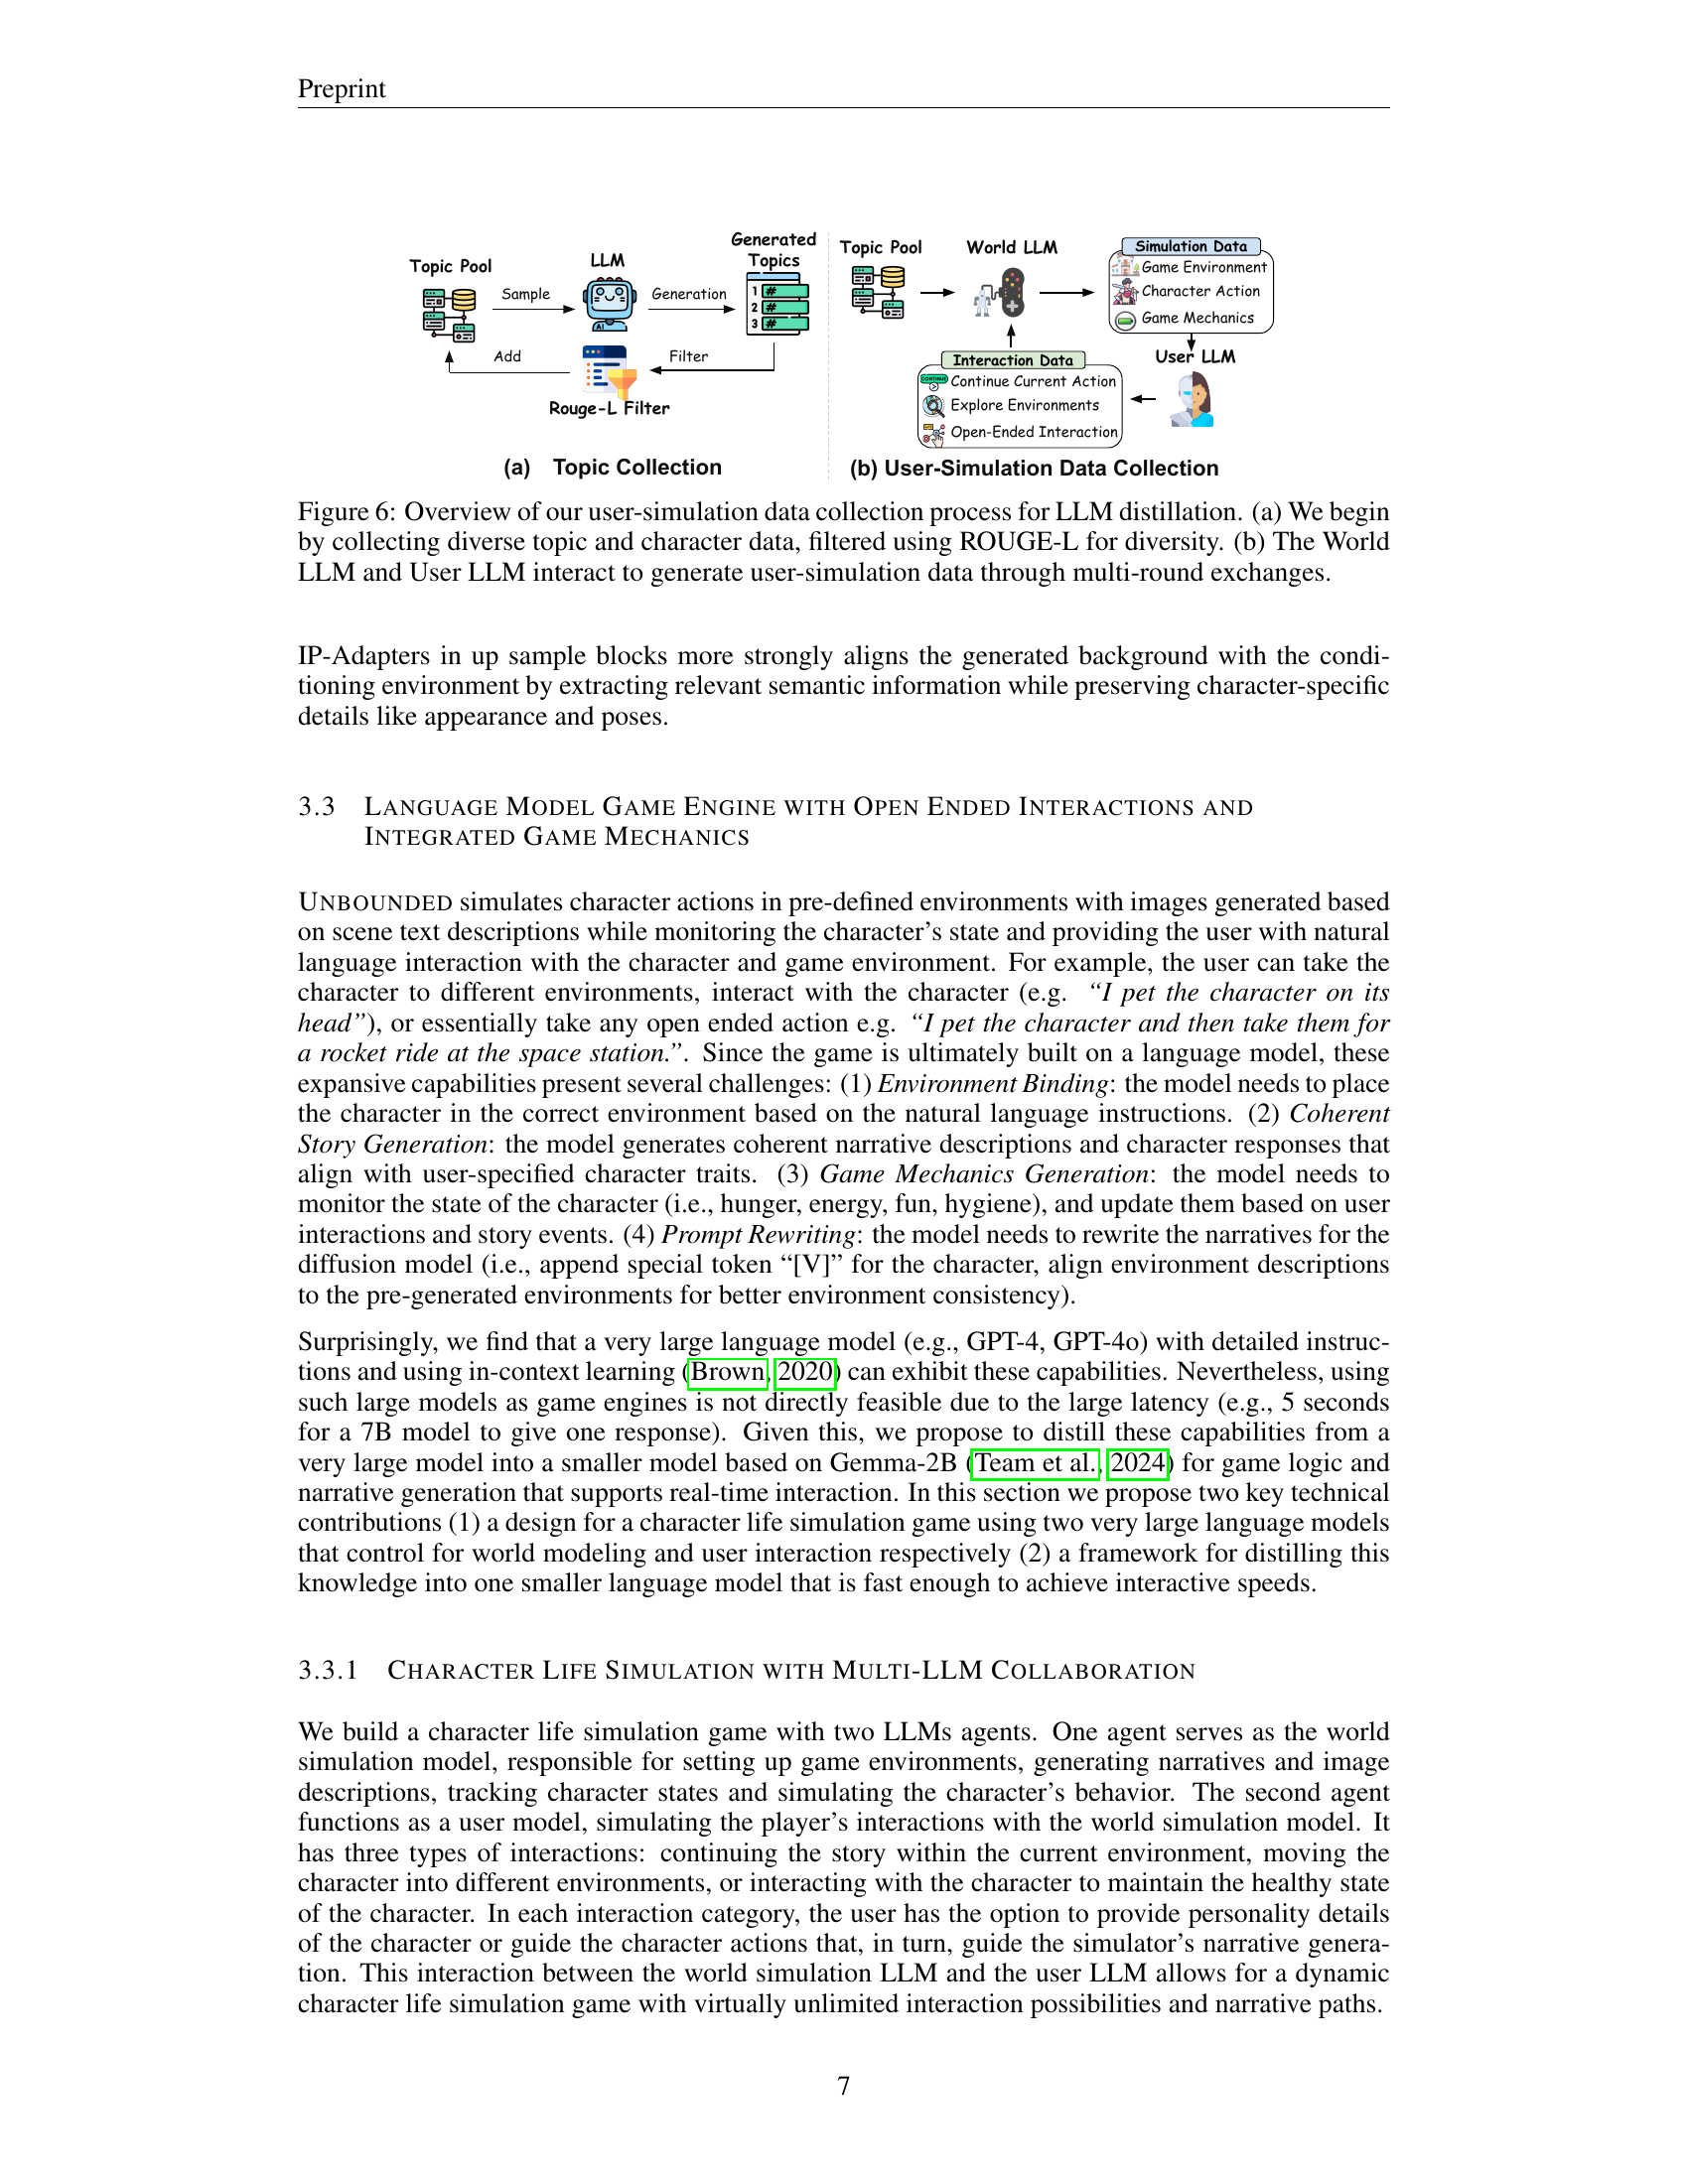 Preprint
Topic Pool
LLM
Generated
Topics
Sample
Generation
AI
1 #
2 #
3 #
Add
Filter
Rouge-L Filter
(a) Topic Collection
Topic Pool
World LLM
Simulation Data
Game Environment
Character Action
Game Mechanics
User LLM
Interaction Data
CONTINUE
Continue Current Action
Explore Environments
Open-Ended Interaction
(b) User-Simulation Data Collection
Figure 6: Overview of our user-simulation data collection process for LLM distillation. (a) We begin
by collecting diverse topic and character data, filtered using ROUGE-L for diversity. (b) The World
LLM and User LLM interact to generate user-simulation data through multi-round exchanges.
IP-Adapters in up sample blocks more strongly aligns the generated background with the condi-
tioning environment by extracting relevant semantic information while preserving character-specific
details like appearance and poses.
3.3 LANGUAGE MODEL GAME ENGINE WITH OPEN ENDED INTERACTIONS AND
INTEGRATED GAME MECHANICS
UNBOUNDED simulates character actions in pre-defined environments with images generated based
on scene text descriptions while monitoring the character's state and providing the user with natural
language interaction with the character and game environment. For example, the user can take the
character to different environments, interact with the character (e.g. "I pet the character on its
head"), or essentially take any open ended action e.g. "I pet the character and then take them for
a rocket ride at the space station.". Since the game is ultimately built on a language model, these
expansive capabilities present several challenges: (1) Environment Binding: the model needs to place
the character in the correct environment based on the natural language instructions. (2) Coherent
Story Generation: the model generates coherent narrative descriptions and character responses that
align with user-specified character traits. (3) Game Mechanics Generation: the model needs to
monitor the state of the character (i.e., hunger, energy, fun, hygiene), and update them based on user
interactions and story events. (4) Prompt Rewriting: the model needs to rewrite the narratives for the
diffusion model (i.e., append special token "[V]" for the character, align environment descriptions
to the pre-generated environments for better environment consistency).
Surprisingly, we find that a very large language model (e.g., GPT-4, GPT-4o) with detailed instruc-
tions and using in-context learning (Brown, 2020) can exhibit these capabilities. Nevertheless, using
such large models as game engines is not directly feasible due to the large latency (e.g., 5 seconds
for a 7B model to give one response). Given this, we propose to distill these capabilities from a
very large model into a smaller model based on Gemma-2B (Team et al., 2024) for game logic and
narrative generation that supports real-time interaction. In this section we propose two key technical
contributions (1) a design for a character life simulation game using two very large language models
that control for world modeling and user interaction respectively (2) a framework for distilling this
knowledge into one smaller language model that is fast enough to achieve interactive speeds.
3.3.1 CHARACTER LIFE SIMULATION WITH MULTI-LLM COLLABORATION
We build a character life simulation game with two LLMs agents. One agent serves as the world
simulation model, responsible for setting up game environments, generating narratives and image
descriptions, tracking character states and simulating the character's behavior. The second agent
functions as a user model, simulating the player's interactions with the world simulation model. It
has three types of interactions: continuing the story within the current environment, moving the
character into different environments, or interacting with the character to maintain the healthy state
of the character. In each interaction category, the user has the option to provide personality details
of the character or guide the character actions that, in turn, guide the simulator's narrative genera-
tion. This interaction between the world simulation LLM and the user LLM allows for a dynamic
character life simulation game with virtually unlimited interaction possibilities and narrative paths.
7